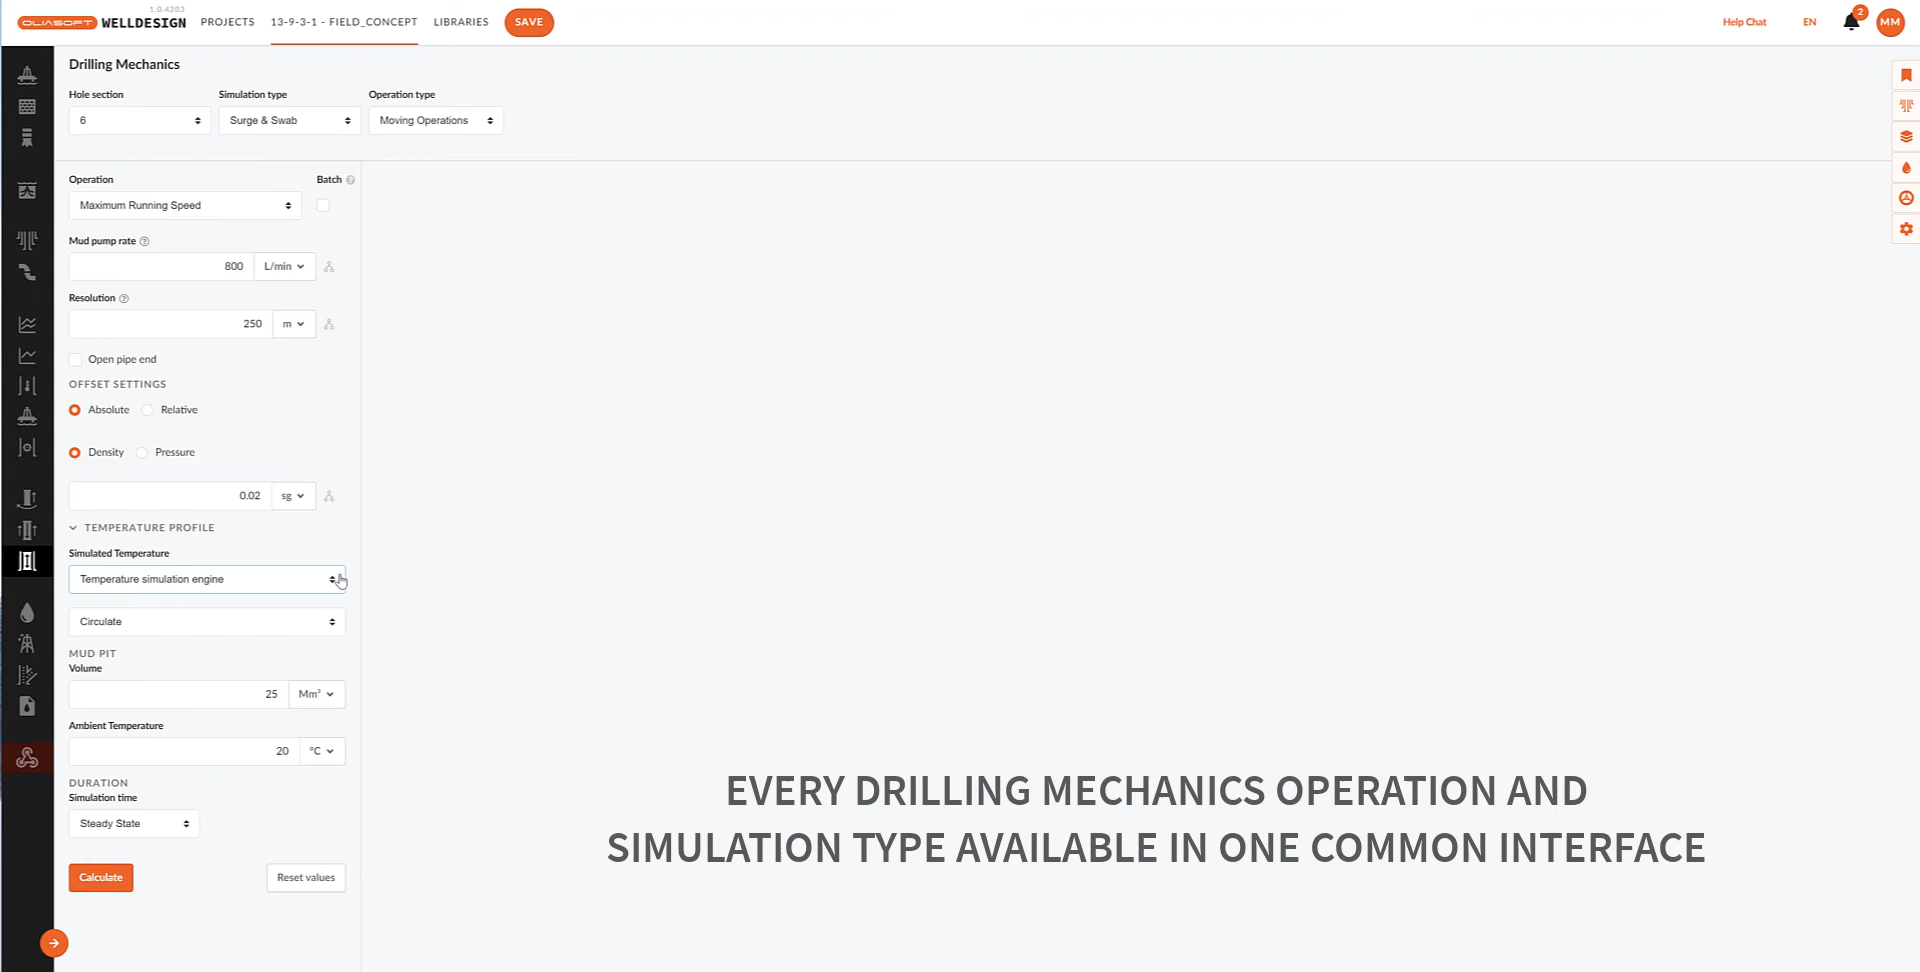 1.0.4203
OLIASOFT WELLDESIGN PROJECTS 13-9-3-1 - FIELD_CONCEPT LIBRARIES SAVE Help Chat EN 2 MM
Drilling Mechanics
Hole section Simulation type Operation type
6 Surge & Swab Moving Operations
Operation Batch ?
Maximum Running Speed
Mud pump rate ?
800 L/min
Resolution ?
250 m
Open pipe end
OFFSET SETTINGS
Absolute Relative
Density Pressure
0.02 sg
TEMPERATURE PROFILE
Simulated Temperature
Temperature simulation engine
Circulate
MUD PIT
Volume
25 Mm³
Ambient Temperature
20 °C
DURATION
Simulation time
Steady State
Calculate Reset values
EVERY DRILLING MECHANICS OPERATION AND
SIMULATION TYPE AVAILABLE IN ONE COMMON INTERFACE